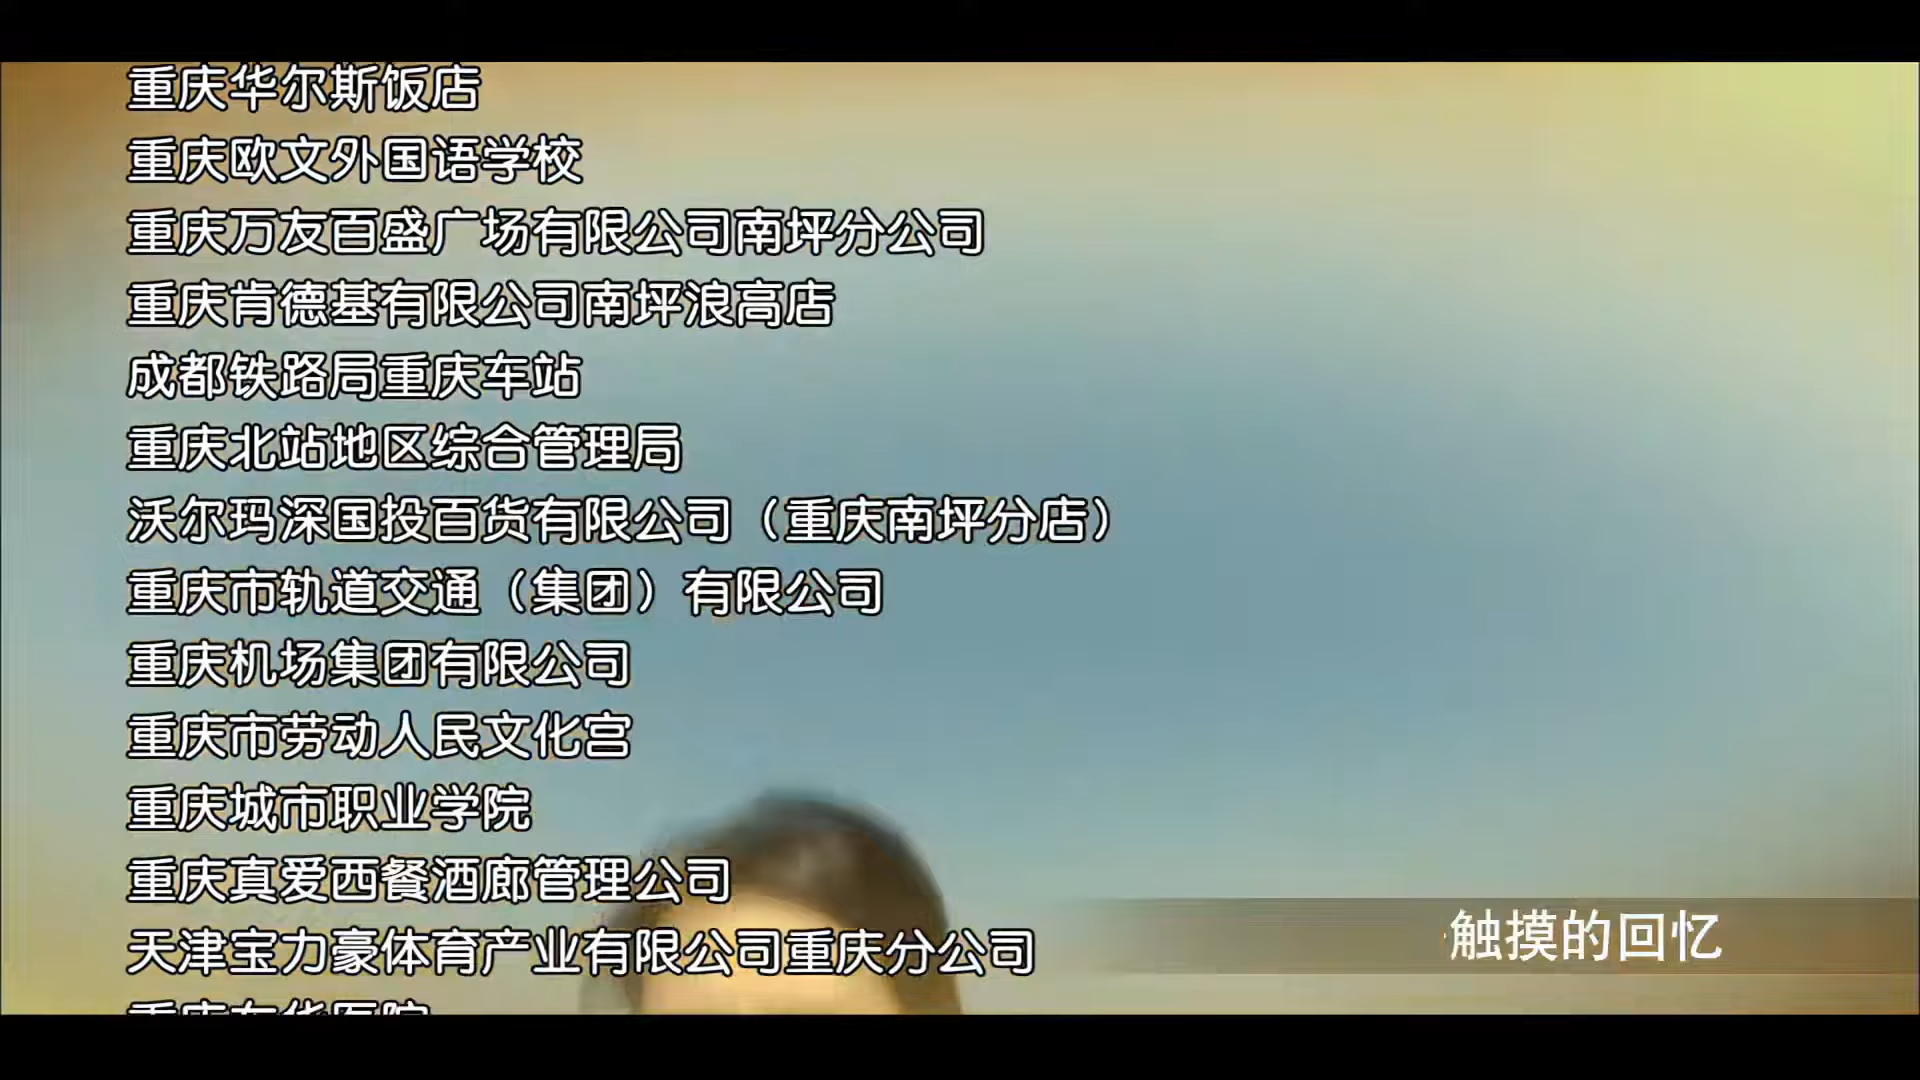 重庆华尔斯饭店
重庆欧文外国语学校
重庆万友百盛广场有限公司南坪分公司
重庆肯德基有限公司南坪浪高店
成都铁路局重庆车站
重庆北站地区综合管理局
沃尔玛深国投百货有限公司（重庆南坪分店）
重庆市轨道交通（集团）有限公司
重庆机场集团有限公司
重庆市劳动人民文化宫
重庆城市职业学院
重庆真爱西餐酒廊管理公司
天津宝力豪体育产业有限公司重庆分公司
触摸的回忆